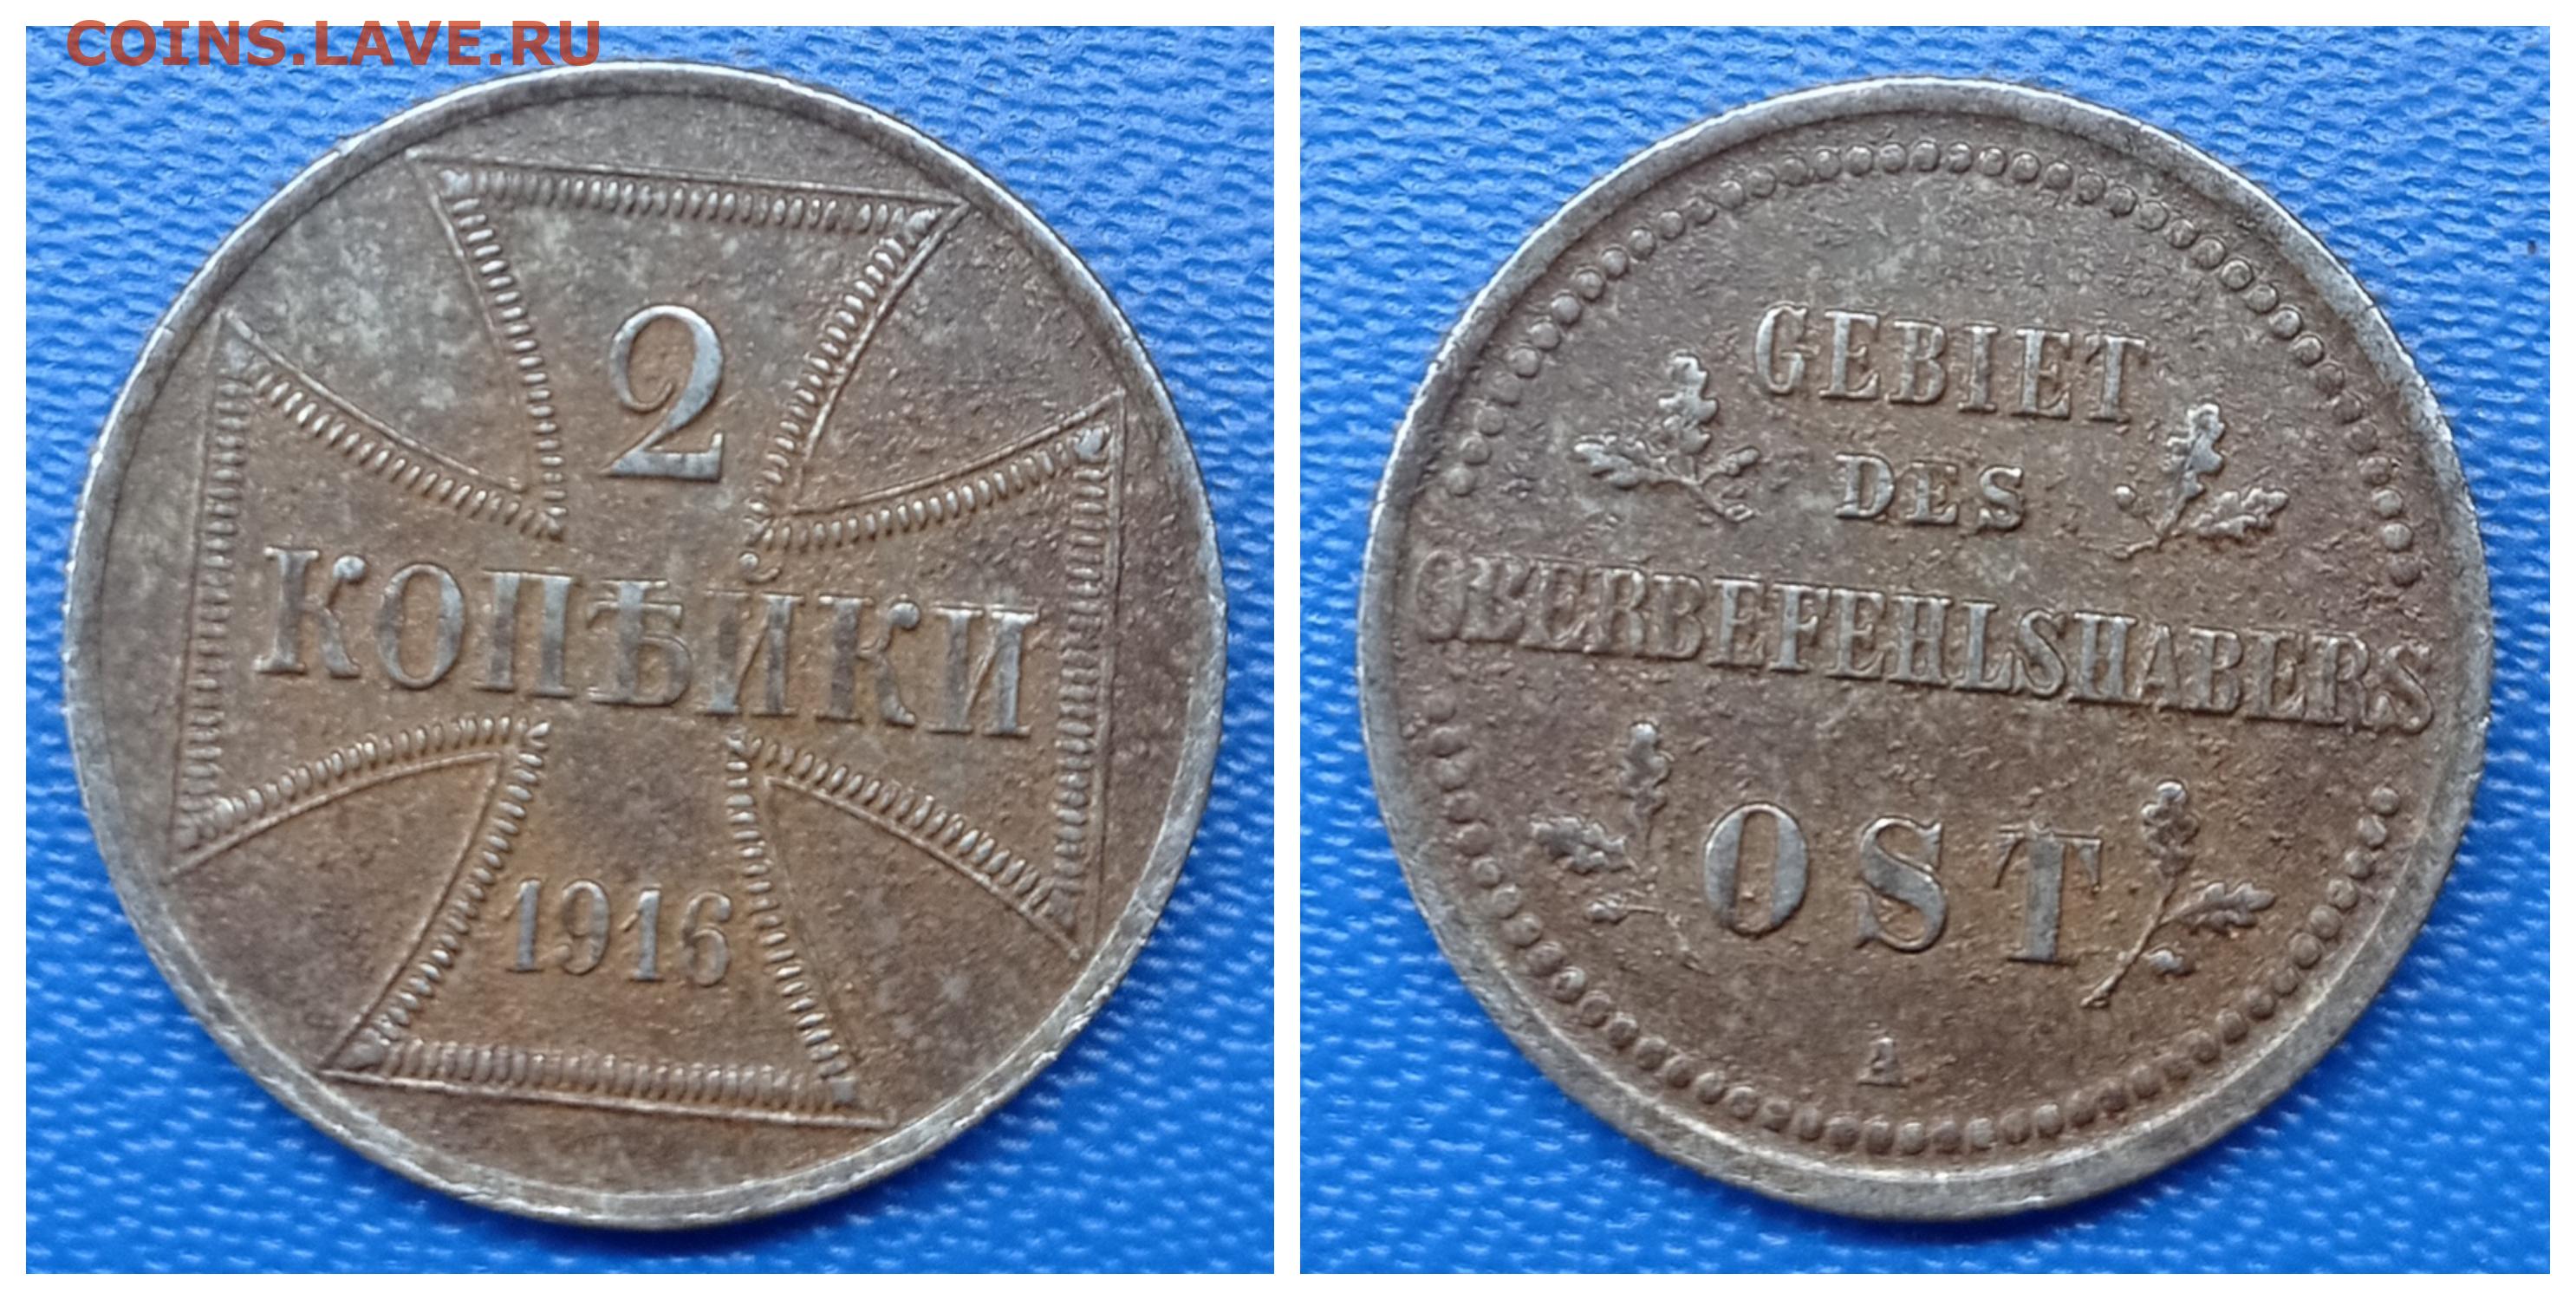 COINS.LAVE.RU
2
КОПѢЙКИ
1916
GEBIET
DES
OBERBEFEHLSHABERS
OST
A